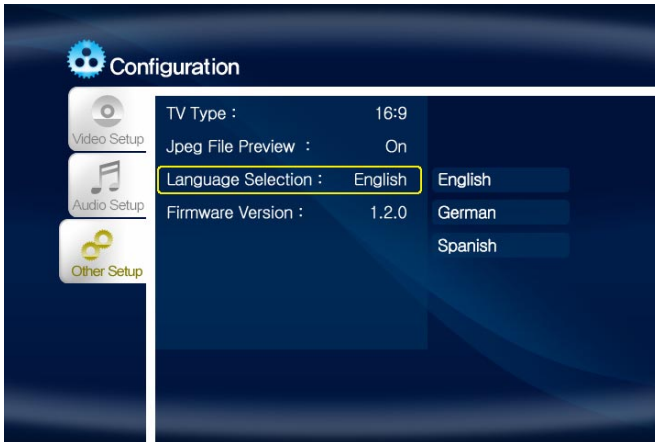 Configuration
Video Setup
Audio Setup
Other Setup
TV Type : 16:9
Jpeg File Preview : On
Language Selection : English
Firmware Version : 1.2.0
English
German
Spanish